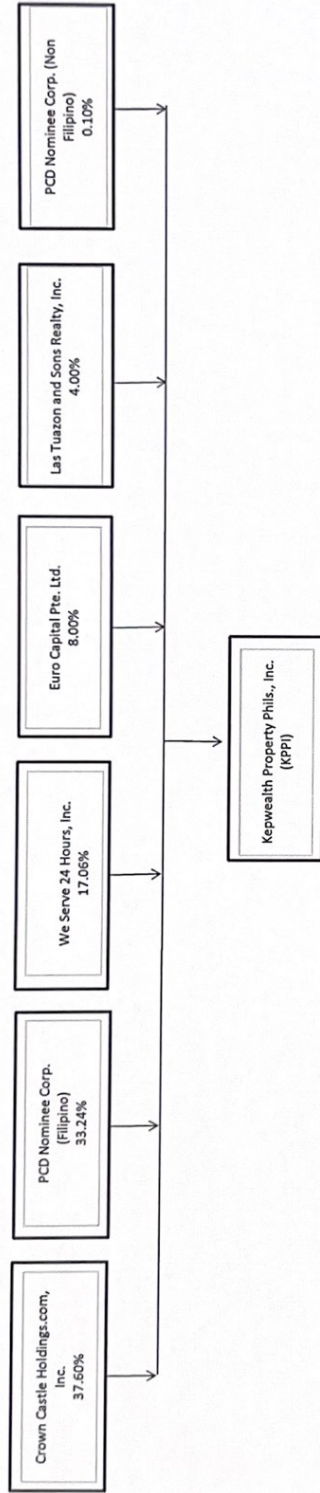 Crown Castle Holdings.com,
Inc.
37.60%
PCD Nominee Corp.
(Filipino)
33.24%
We Serve 24 Hours, Inc.
17.06%
Euro Capital Pte. Ltd.
8.00%
Las Tuazon and Sons Realty, Inc.
4.00%
PCD Nominee Corp. (Non
Filipino)
0.10%
Kepwealth Property Phils., Inc.
(KPPI)